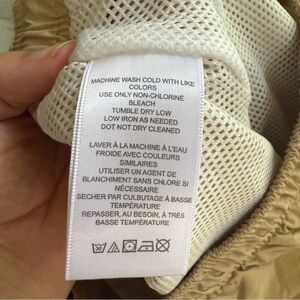 MACHINE WASH COLD WITH LIKE
COLORS
USE ONLY NON-CHLORINE
BLEACH
TUMBLE DRY LOW
LOW IRON AS NEEDED
DOT NOT DRY CLEANED
LAVER À LA MACHINE À L'EAU
FROIDE AVEC COULEURS
SIMILAIRES
UTILISER UN AGENT DE
BLANCHIMENT SANS CHLORE SI
NÉCESSAIRE
SECHER PAR CULBUTAGE À BASSE
TEMPÉRATURE
REPASSER, AU BESOIN, À TRÈS
BASSE TEMPÉRATURE